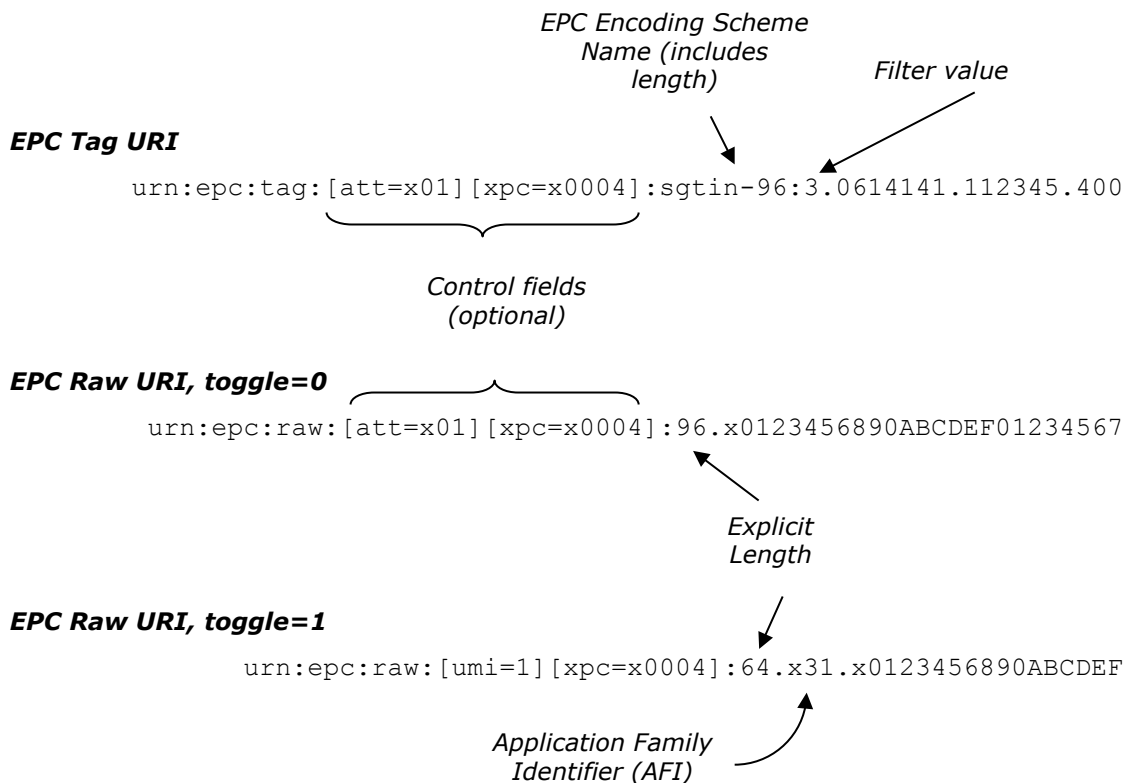 EPC Encoding Scheme
Name (includes
length)
Filter value
EPC Tag URI
urn:epc:tag:[att=x01][xpc=x0004]:sgtin-96:3.0614141.112345.400
Control fields
(optional)
EPC Raw URI, toggle=0
urn:epc:raw:[att=x01][xpc=x0004]:96.x0123456890ABCDEF01234567
Explicit
Length
EPC Raw URI, toggle=1
urn:epc:raw:[umi=1][xpc=x0004]:64.x31.x0123456890ABCDEF
Application Family
Identifier (AFI)